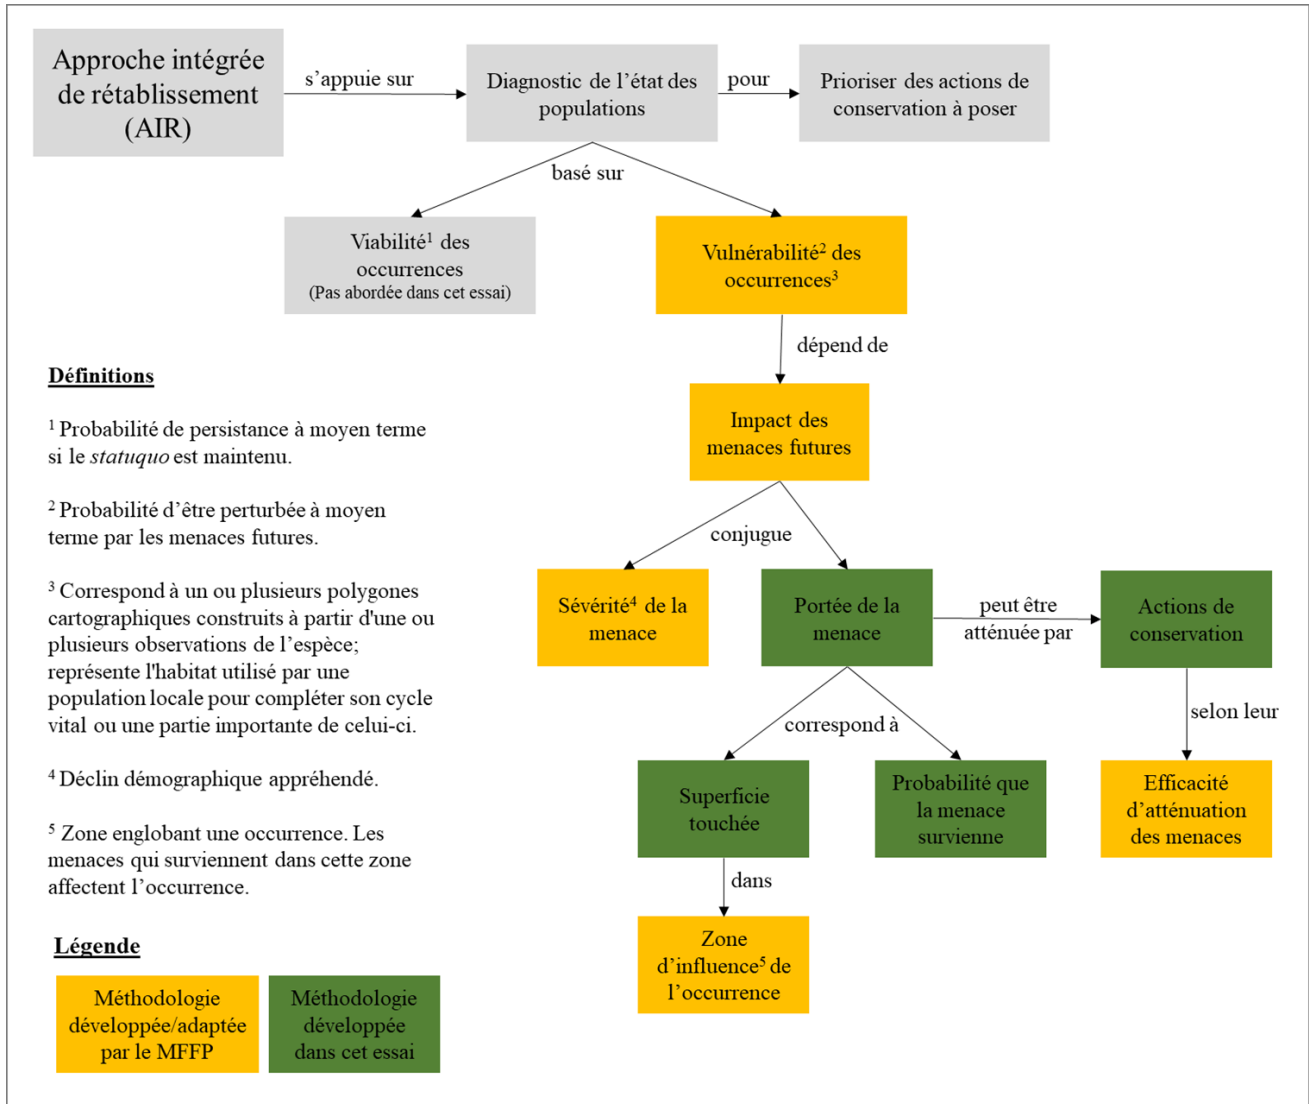 Approche intégrée
de rétablissement
(AIR)
s’appuie sur
Diagnostic de l’état des
populations
pour
Prioriser des actions de
conservation à poser
basé sur
Viabilité¹ des
occurrences
(Pas abordée dans cet essai)
Vulnérabilité² des
occurrences³
dépend de
Impact des
menaces futures
conjugue
Sévérité⁴ de la
menace
Portée de la
menace
peut être
atténuée par
Actions de
conservation
correspond à
selon leur
Superficie
touchée
Probabilité que
la menace
survienne
Efficacité
d’atténuation
des menaces
dans
Zone
d’influence⁵ de
l’occurrence
Définitions
¹ Probabilité de persistance à moyen terme
si le statuquo est maintenu.
² Probabilité d’être perturbée à moyen
terme par les menaces futures.
³ Correspond à un ou plusieurs polygones
cartographiques construits à partir d'une ou
plusieurs observations de l’espèce;
représente l'habitat utilisé par une
population locale pour compléter son cycle
vital ou une partie importante de celui-ci.
⁴ Déclin démographique appréhendé.
⁵ Zone englobant une occurrence. Les
menaces qui surviennent dans cette zone
affectent l’occurrence.
Légende
Méthodologie
développée/adaptée
par le MFFP
Méthodologie
développée
dans cet essai